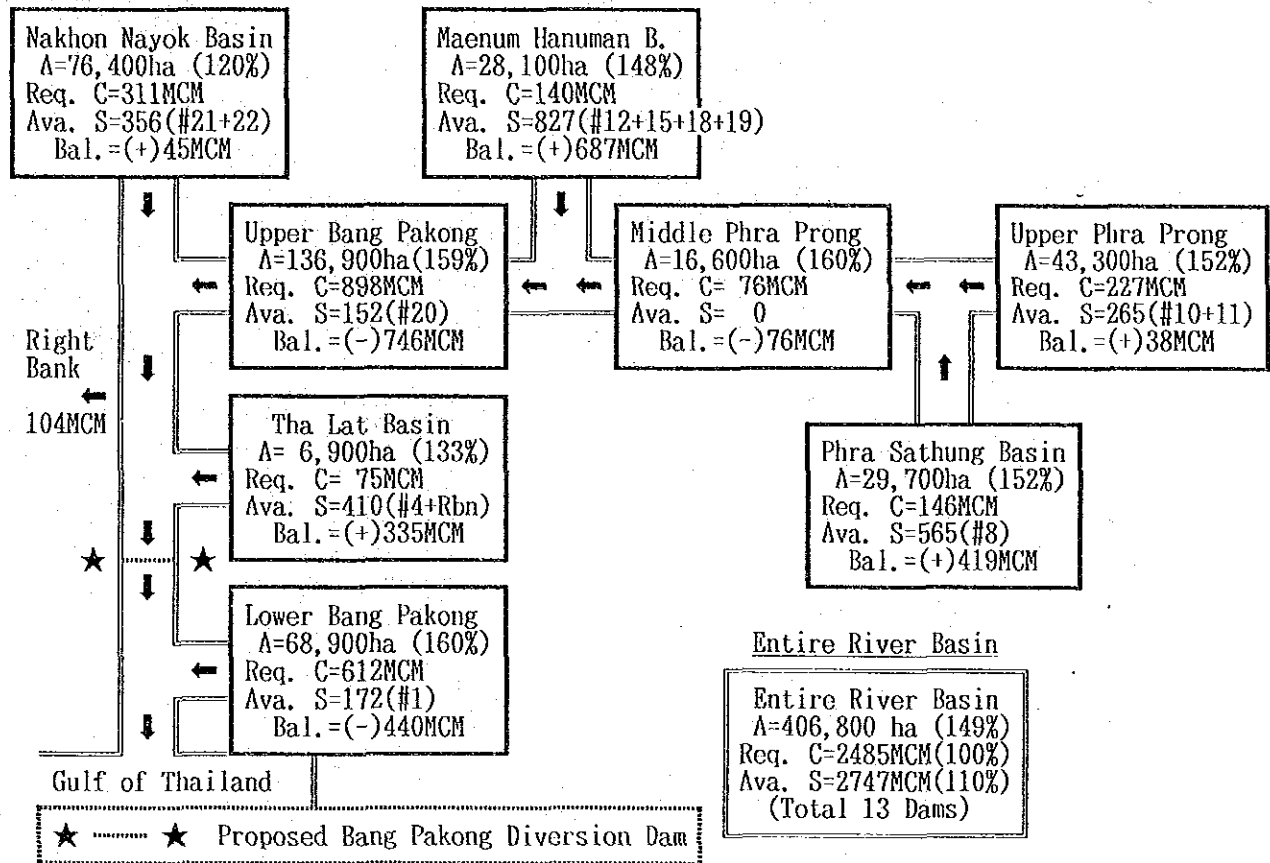 Nakhon Nayok Basin
A=76,400ha (120%)
Req. C=311MCM
Ava. S=356(#21+22)
Bal.=(+)45MCM
Maenum Hanuman B.
A=28,100ha (148%)
Req. C=140MCM
Ava. S=827(#12+15+18+19)
Bal.=(+)687MCM
Upper Bang Pakong
A=136,900ha(159%)
Req. C=898MCM
Ava. S=152(#20)
Bal.=(-)746MCM
Middle Phra Prong
A=16,600ha (160%)
Req. C= 76MCM
Ava. S= 0
Bal.=(-)76MCM
Upper Phra Prong
A=43,300ha (152%)
Req. C=227MCM
Ava. S=265(#10+11)
Bal.=(+)38MCM
Right
Bank
104MCM
Tha Lat Basin
A= 6,900ha (133%)
Req. C= 75MCM
Ava. S=410(#4+Rbn)
Bal.=(+)335MCM
Phra Sathung Basin
A=29,700ha (152%)
Req. C=146MCM
Ava. S=565(#8)
Bal.=(+)419MCM
Lower Bang Pakong
A=68,900ha (160%)
Req. C=612MCM
Ava. S=172(#1)
Bal.=(-)440MCM
Entire River Basin
Entire River Basin
A=406,800 ha (149%)
Req. C=2485MCM(100%)
Ava. S=2747MCM(110%)
(Total 13 Dams)
Gulf of Thailand
★ ┈ ★ Proposed Bang Pakong Diversion Dam